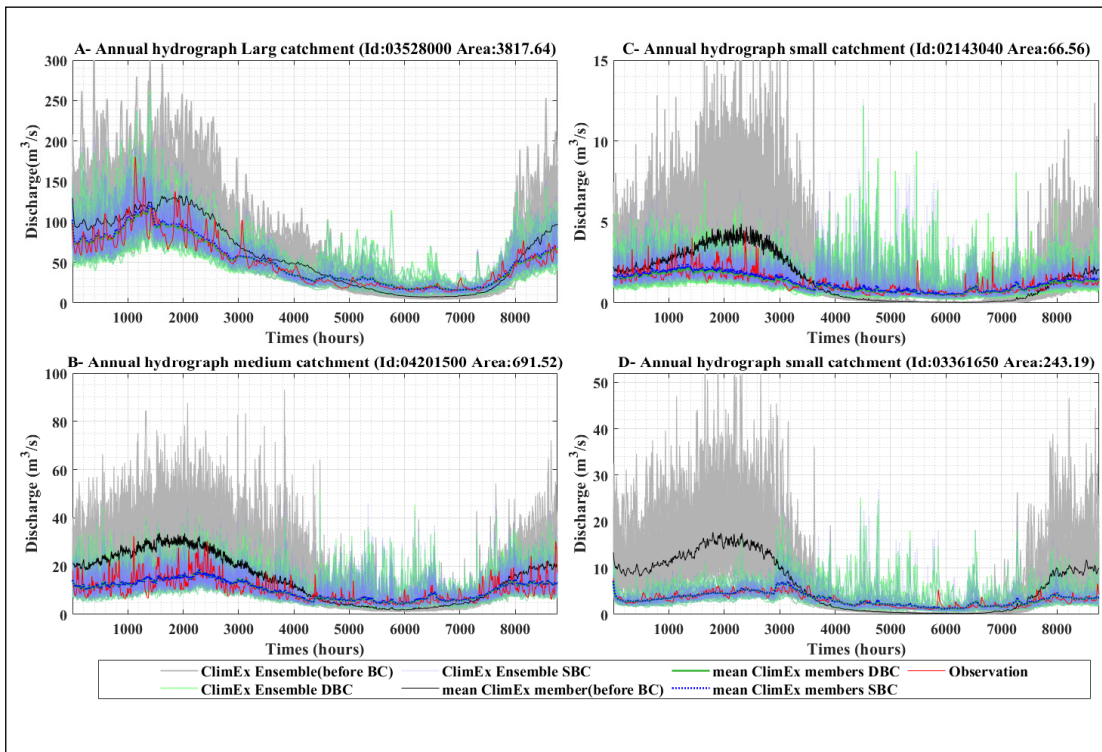 A- Annual hydrograph Larg catchment (Id:03528000 Area:3817.64)
300
250
200
150
100
50
0
Discharge(m³/s)
1000 2000 3000 4000 5000 6000 7000 8000
Times (hours)
C- Annual hydrograph small catchment (Id:02143040 Area:66.56)
15
10
5
0
Discharge (m³/s)
1000 2000 3000 4000 5000 6000 7000 8000
Times (hours)
B- Annual hydrograph medium catchment (Id:04201500 Area:691.52)
100
80
60
40
20
0
Discharge (m³/s)
1000 2000 3000 4000 5000 6000 7000 8000
Times (hours)
D- Annual hydrograph small catchment (Id:03361650 Area:243.19)
50
40
30
20
10
0
Discharge (m³/s)
1000 2000 3000 4000 5000 6000 7000 8000
Times (hours)
ClimEx Ensemble(before BC) ClimEx Ensemble SBC mean ClimEx members DBC Observation
ClimEx Ensemble DBC mean ClimEx member(before BC) mean ClimEx members SBC